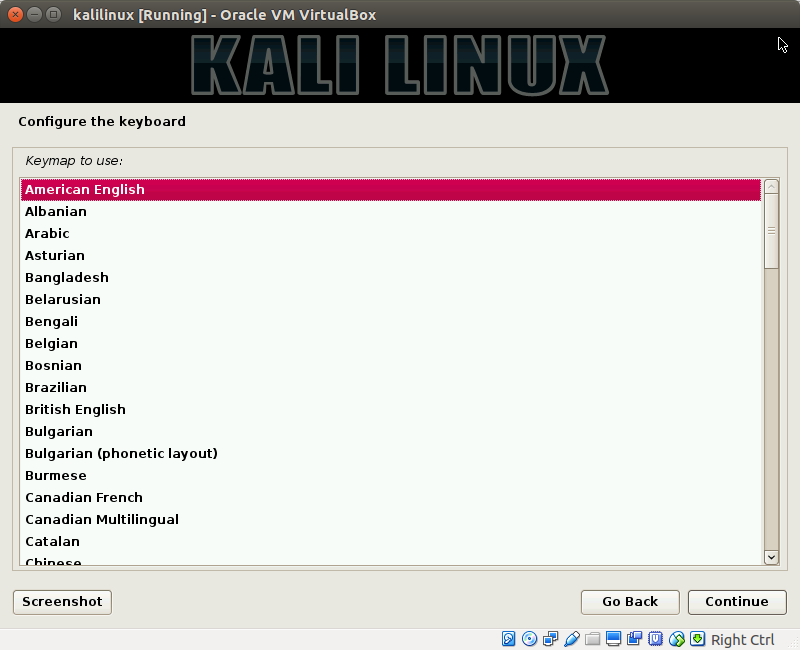 kalilinux [Running] - Oracle VM VirtualBox
KALI LINUX
Configure the keyboard
Keymap to use:
American English
Albanian
Arabic
Asturian
Bangladesh
Belarusian
Bengali
Belgian
Bosnian
Brazilian
British English
Bulgarian
Bulgarian (phonetic layout)
Burmese
Canadian French
Canadian Multilingual
Catalan
Chinese
Screenshot
Go Back
Continue
Right Ctrl